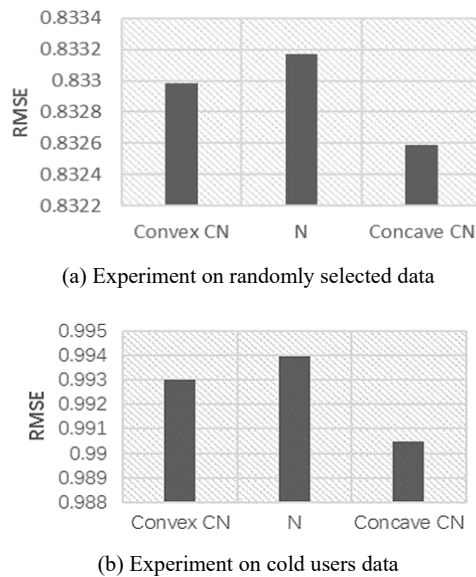 0.8334
0.8332
0.833
0.8328
0.8326
0.8324
0.8322
RMSE
Convex CN N Concave CN
(a) Experiment on randomly selected data
0.995
0.994
0.993
0.992
0.991
0.99
0.989
0.988
RMSE
Convex CN N Concave CN
(b) Experiment on cold users data